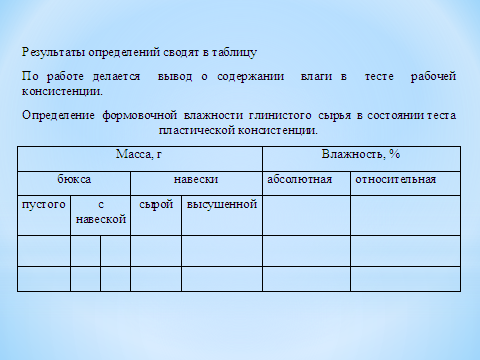 Результаты определений сводят в таблицу
По работе делается вывод о содержании влаги в тесте рабочей
консистенции.
Определение формовочной влажности глинистого сырья в состоянии теста
пластической консистенции.
Масса, г Влажность, %
бюкса навески абсолютная относительная
пустого с навеской сырой высушенной